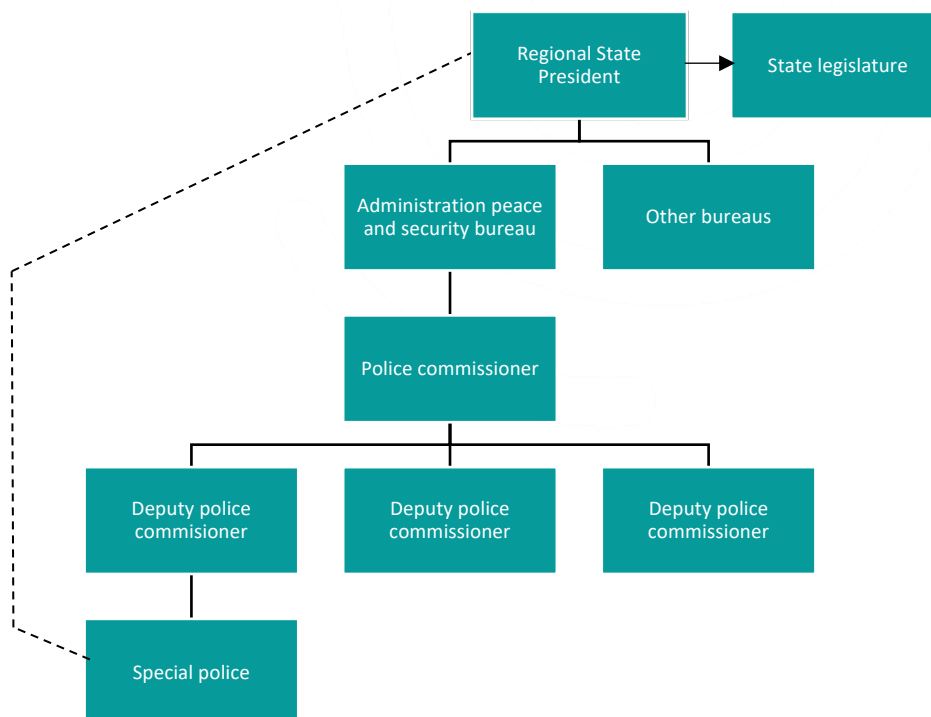 Regional State
President
State legislature
Administration peace
and security bureau
Other bureaus
Police commissioner
Deputy police
commisioner
Deputy police
commissioner
Deputy police
commissioner
Special police